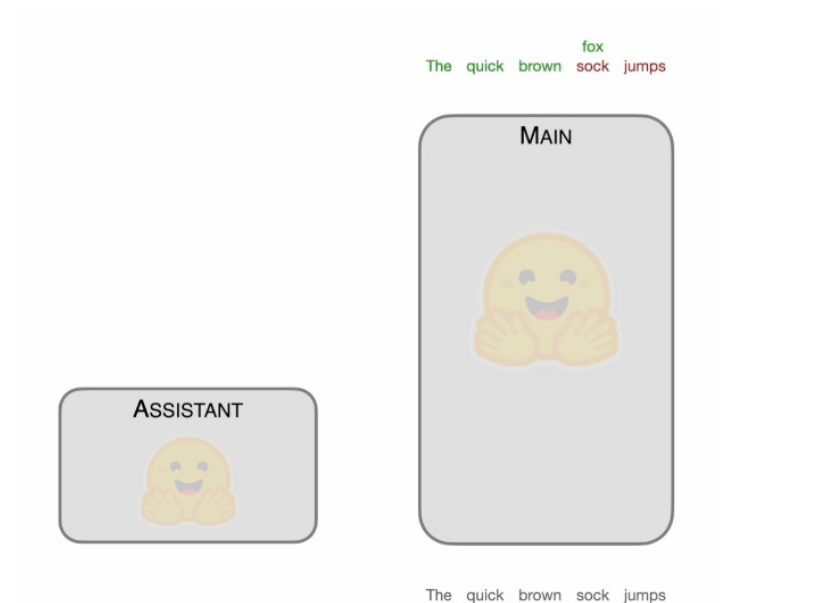 fox
The quick brown sock jumps
MAIN
ASSISTANT
The quick brown sock jumps